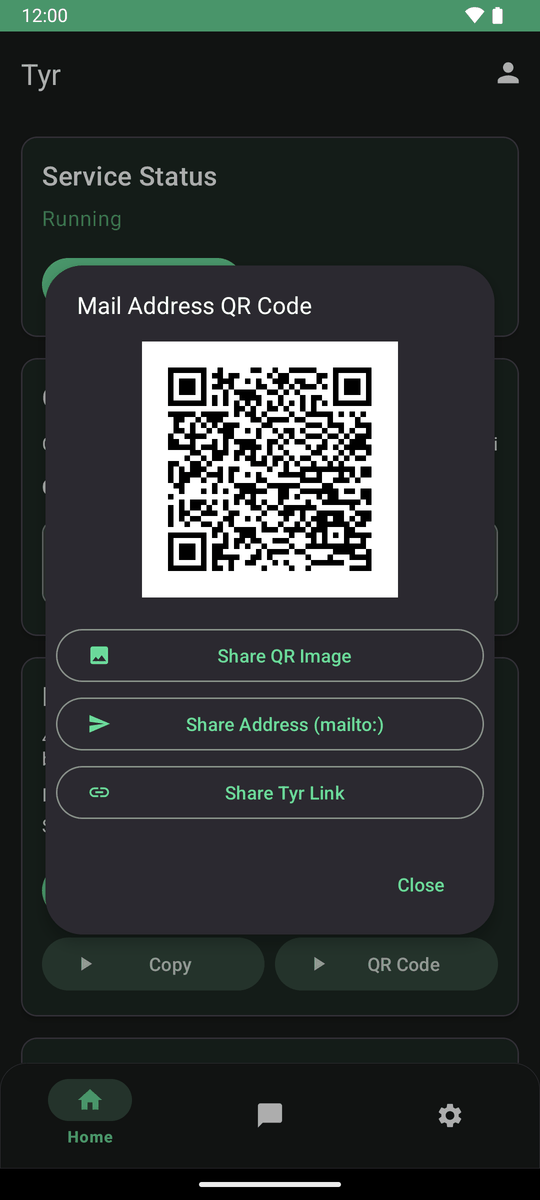 12:00
Tyr
Service Status
Running
Mail Address QR Code
Share QR Image
Share Address (mailto:)
Share Tyr Link
Close
Copy
QR Code
Home